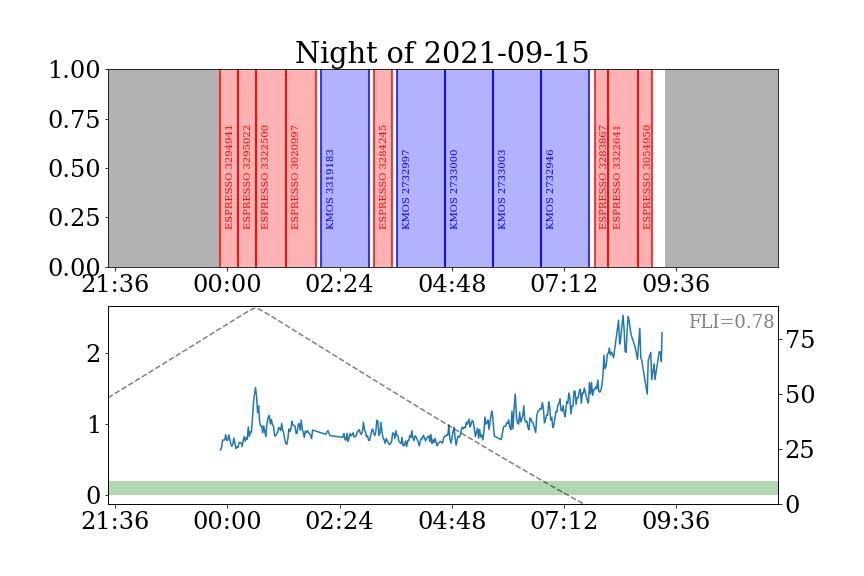 Night of 2021-09-15
1.00
0.75
0.50
0.25
0.00
ESPRESSO 3294941
ESPRESSO 3295022
ESPRESSO 3322500
ESPRESSO 3020997
KMOS 3319183
ESPRESSO 3284245
KMOS 2732997
KMOS 2733000
KMOS 2733003
KMOS 2732946
ESPRESSO 3283867
ESPRESSO 3322641
ESPRESSO 3054950
21:36 00:00 02:24 04:48 07:12 09:36
FLI=0.78
2
1
0
75
50
25
0
21:36 00:00 02:24 04:48 07:12 09:36